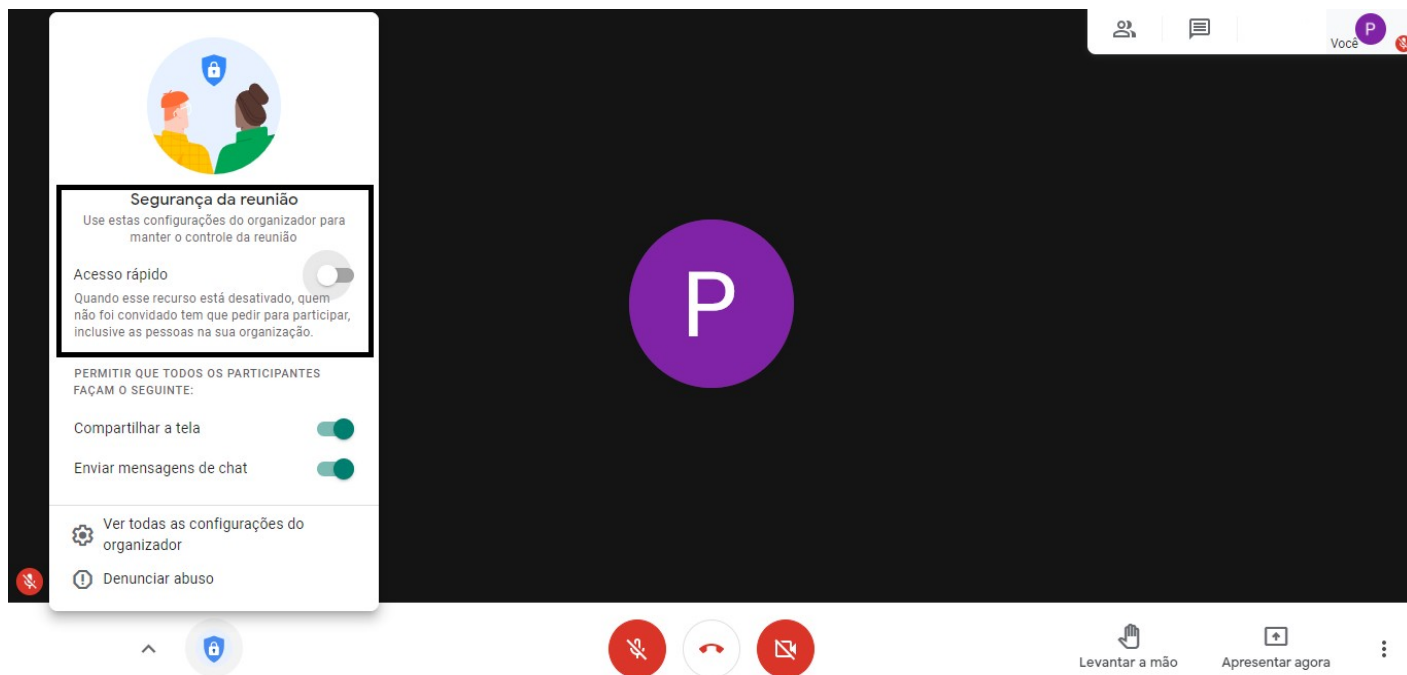 Segurança da reunião
Use estas configurações do organizador para
manter o controle da reunião
Acesso rápido
Quando esse recurso está desativado, quem
não foi convidado tem que pedir para participar,
inclusive as pessoas na sua organização.
PERMITIR QUE TODOS OS PARTICIPANTES
FAÇAM O SEGUINTE:
Compartilhar a tela
Enviar mensagens de chat
Ver todas as configurações do
organizador
Denunciar abuso
Você
P
P
Levantar a mão
Apresentar agora